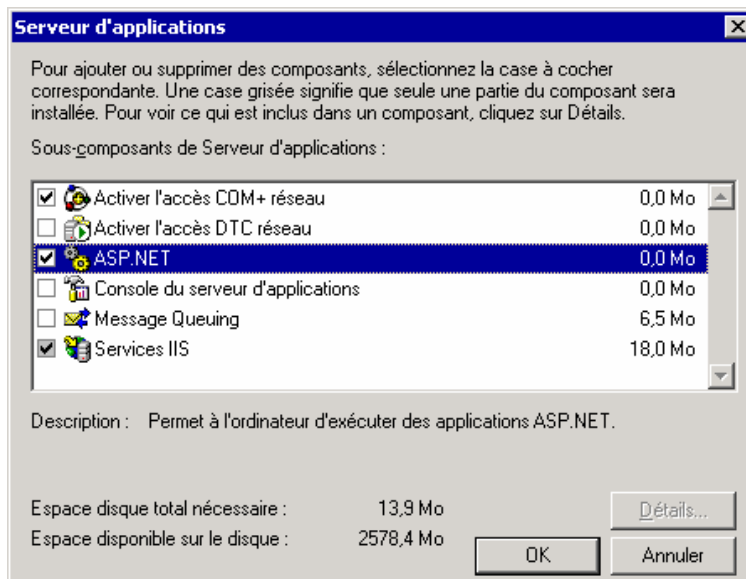 Serveur d'applications
Pour ajouter ou supprimer des composants, sélectionnez la case à cocher
correspondante. Une case grisée signifie que seule une partie du composant sera
installée. Pour voir ce qui est inclus dans un composant, cliquez sur Détails.
Sous-composants de Serveur d'applications :
Activer l'accès COM+ réseau 0,0 Mo
Activer l'accès DTC réseau 0,0 Mo
ASP.NET 0,0 Mo
Console du serveur d'applications 0,0 Mo
Message Queuing 6,5 Mo
Services IIS 18,0 Mo
Description : Permet à l'ordinateur d'exécuter des applications ASP.NET.
Espace disque total nécessaire : 13,9 Mo
Détails...
Espace disponible sur le disque : 2578,4 Mo
OK Annuler